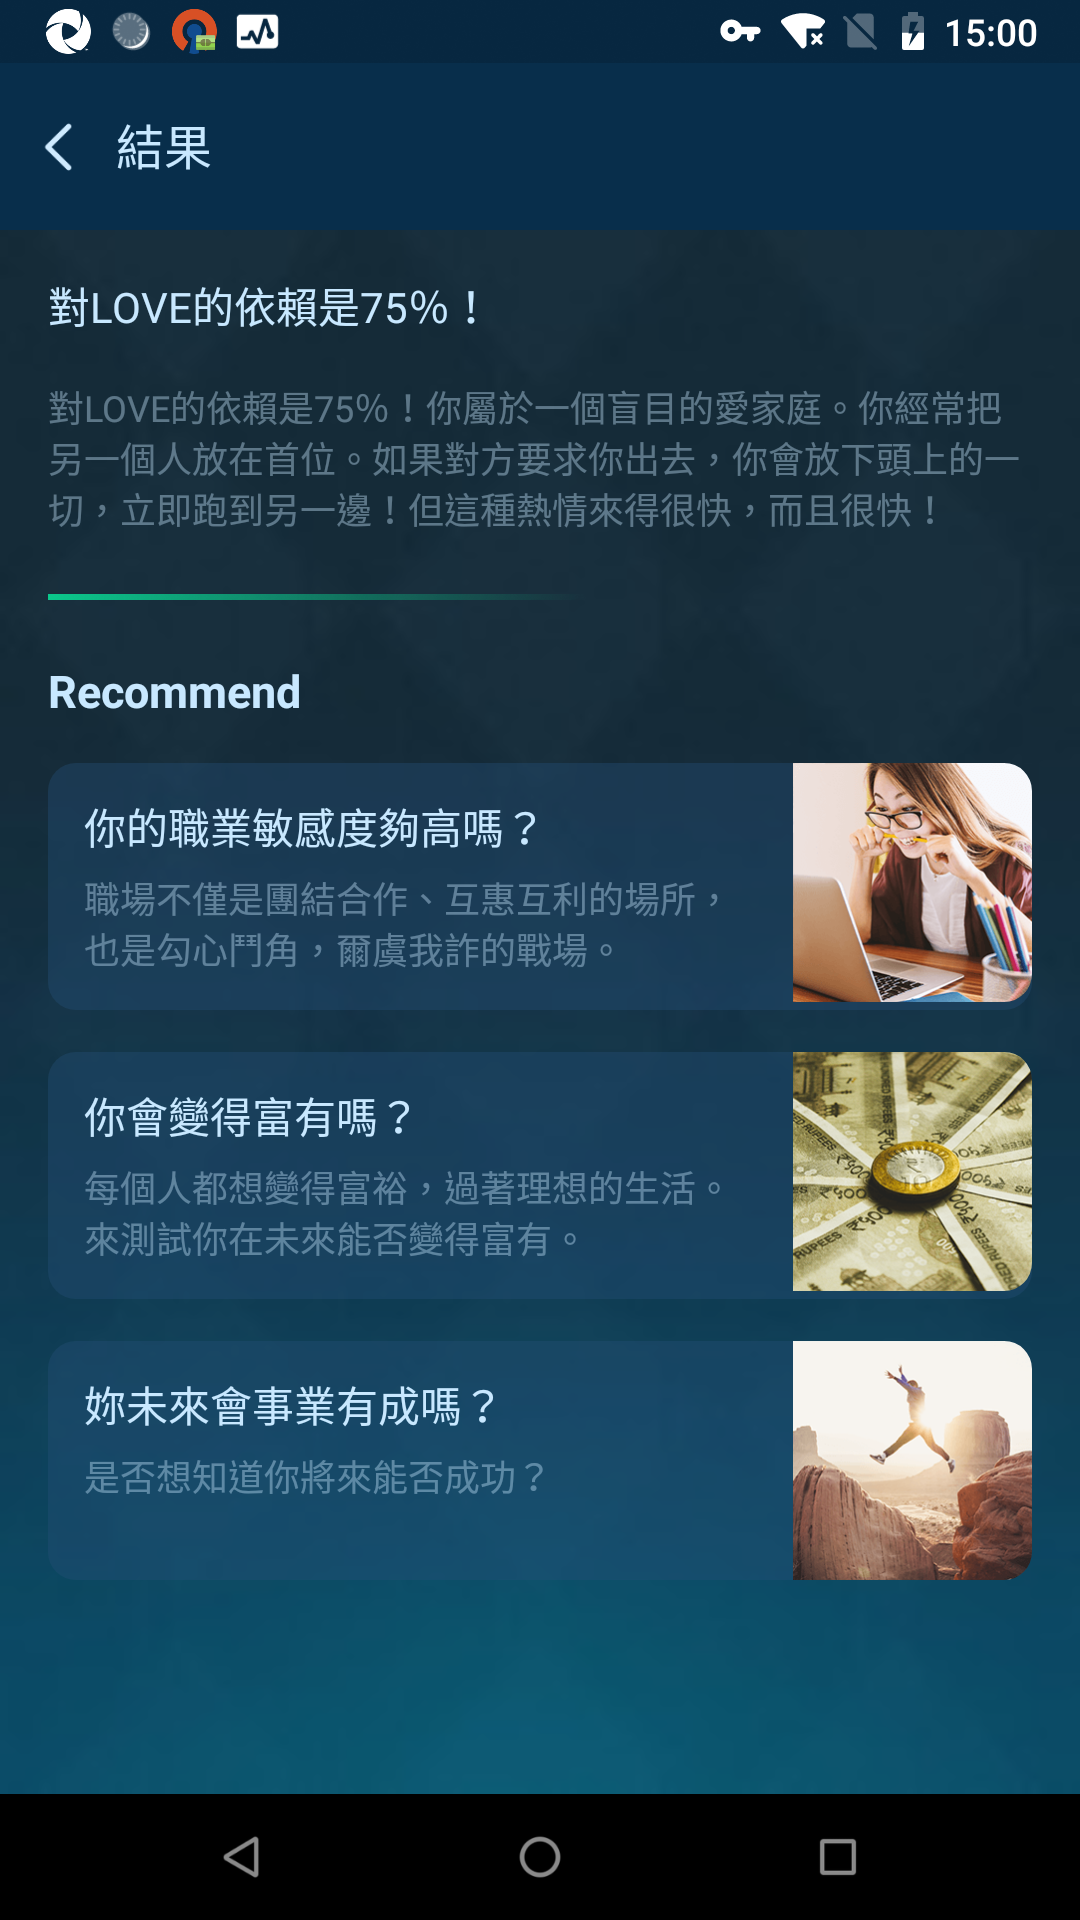 15:00
結果
對LOVE的依賴是75%！
對LOVE的依賴是75%！你屬於一個盲目的愛家庭。你經常把
另一個人放在首位。如果對方要求你出去，你會放下頭上的一
切，立即跑到另一邊！但這種熱情來得很快，而且很快！
Recommend
你的職業敏感度夠高嗎？
職場不僅是團結合作、互惠互利的場所，
也是勾心鬥角，爾虞我詐的戰場。
你會變得富有嗎？
每個人都想變得富裕，過著理想的生活。
來測試你在未來能否變得富有。
妳未來會事業有成嗎？
是否想知道你將來能否成功？